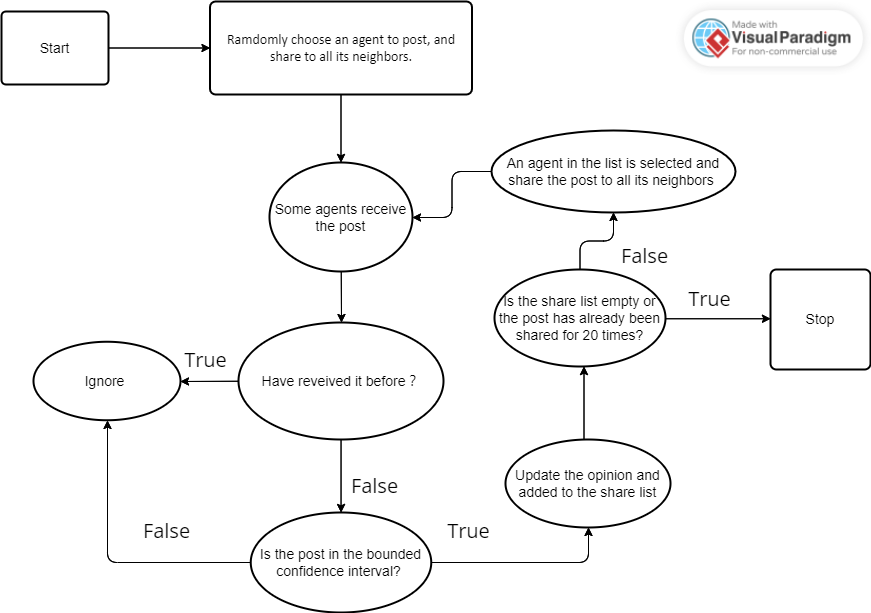 Start
Ramdomly choose an agent to post, and
share to all its neighbors.
Made with
VisualParadigm
For non-commercial use
An agent in the list is selected and
share the post to all its neighbors
Some agents receive
the post
False
Is the share list empty or
the post has already been
shared for 20 times?
True
Stop
True
Ignore
Have reveived it before ?
False
Update the opinion and
added to the share list
False
Is the post in the bounded
confidence interval?
True